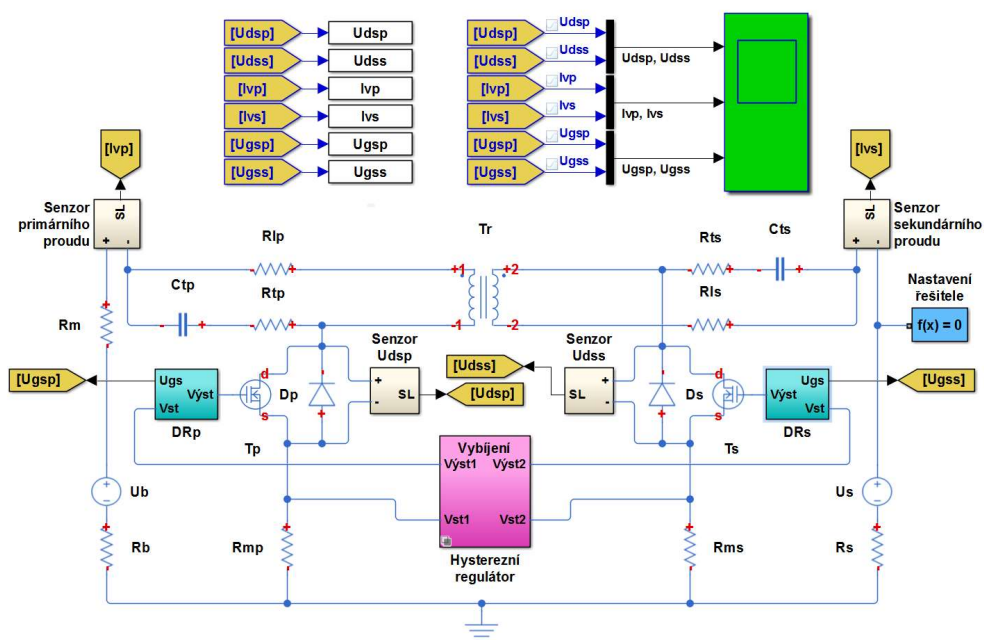 [Udsp] Udsp
[Udss] Udss
[Ivp] Ivp
[Ivs] Ivs
[Ugsp] Ugsp
[Ugss] Ugss
[Udsp] Udsp
[Udss] Udss
[Ivp] Ivp
[Ivs] Ivs
[Ugsp] Ugsp
[Ugss] Ugss
Udsp, Udss
Ivp, Ivs
Ugsp, Ugss
[Ivp]
[Ivs]
Senzor
primárního
proudu
SL
+ -
Senzor
sekundárního
proudu
SL
+ -
Rlp
Tr
Rts
Cts
+ - + +1 +2 - + - +
Ctp
Rtp
Rls
- + - + -1 -2 - +
Rm
+
-
Nastavení
řešitele
f(x) = 0
Senzor
Udsp
+
-
SL
Senzor
Udss
+
-
SL
[Udss]
[Udsp]
[Ugsp]
Ugs
Výst
Vst
DRp
d
s
Dp
-
+
Tp
Ds
-
+
d
s
Ts
Ugs
Výst
Vst
DRs
[Ugss]
Vybíjení
Výst1 Výst2
Vst1 Vst2
Hysterezní
regulátor
Ub
+
−
Us
+
−
Rb
+
-
Rmp
+
-
Rms
+
-
Rs
+
-